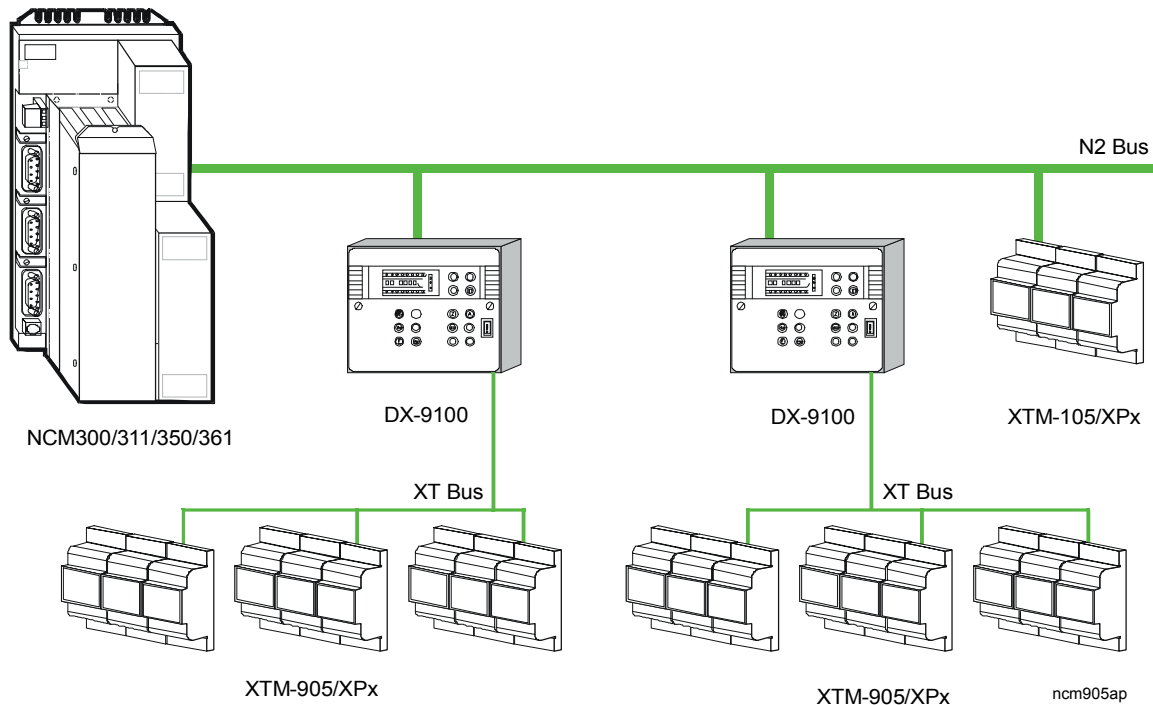 N2 Bus
NCM300/311/350/361
DX-9100
DX-9100
XTM-105/XPx
XT Bus
XT Bus
XTM-905/XPx
XTM-905/XPx
ncm905ap